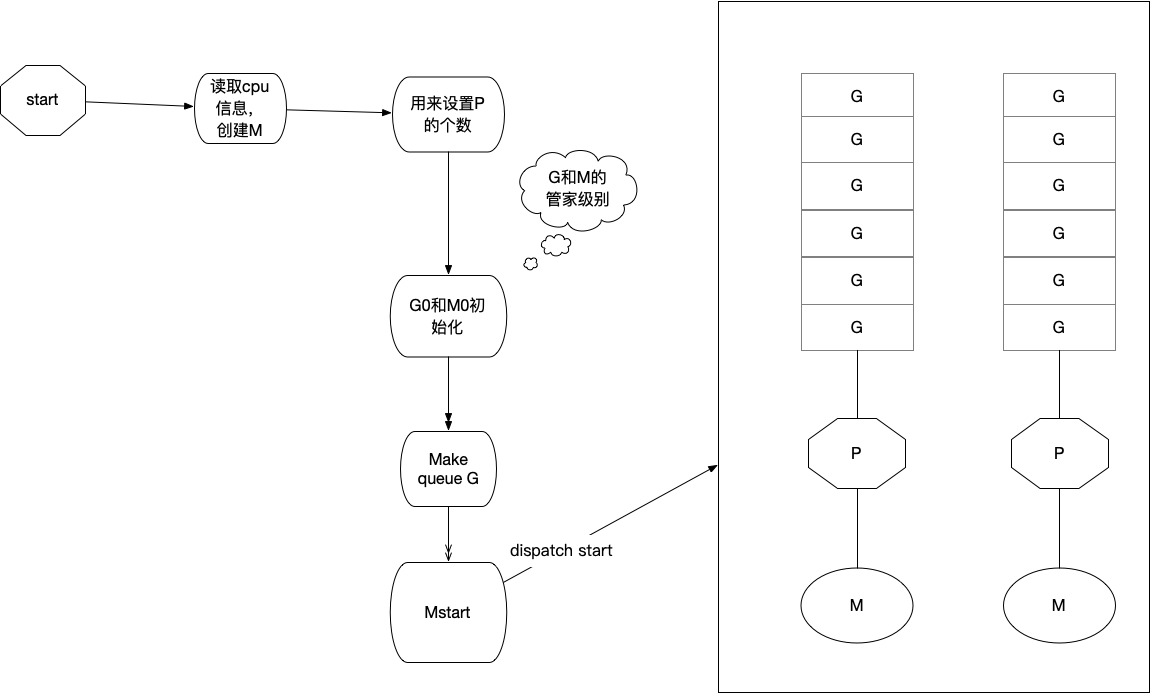 start
读取cpu
信息，
创建M
用来设置P
的个数
G和M的
管家级别
G0和M0初
始化
Make
queue G
dispatch start
Mstart
G
G
G
G
G
G
P
M
G
G
G
G
G
G
P
M